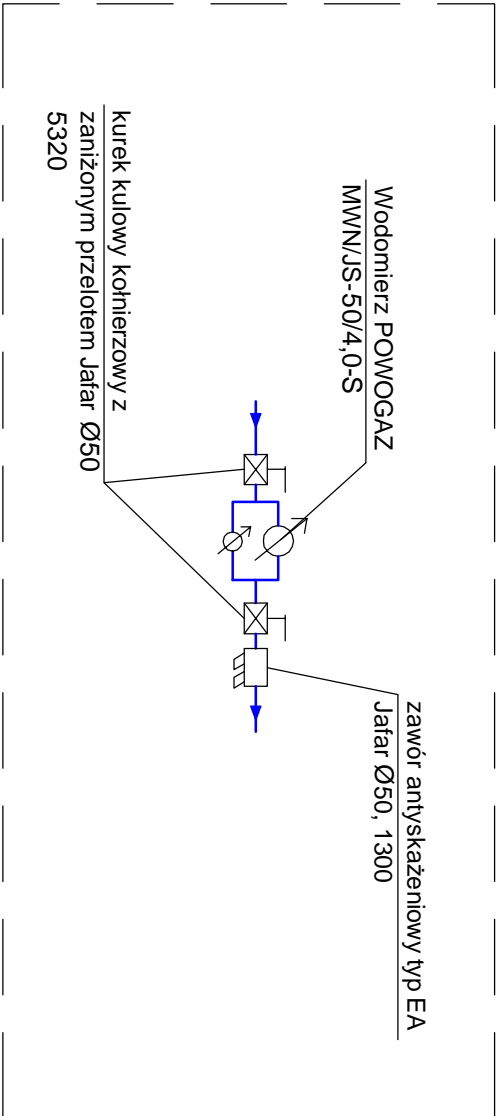 Wodomierz POWOGAZ
MWN/JS-50/4,0-S
zawór antyskażeniowy typ EA
Jafar Ø50, 1300
kurek kulowy kołnierzowy z
zaniżonym przelotem Jafar Ø50
5320